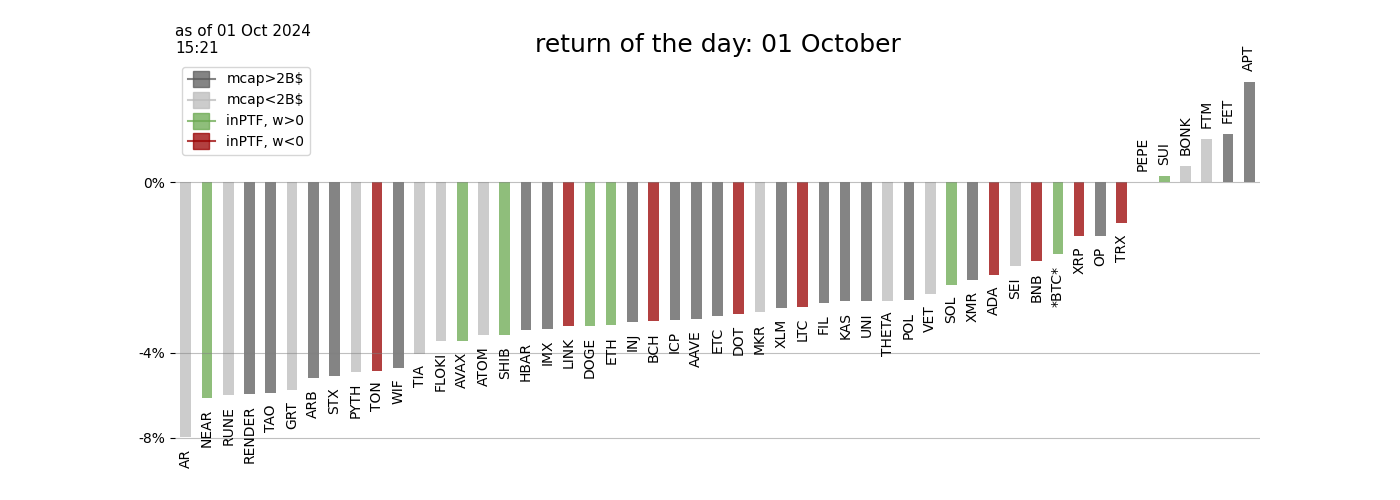 as of 01 Oct 2024
15:21
return of the day: 01 October
mcap>2B$
mcap<2B$
inPTF, w>0
inPTF, w<0
0%
-4%
-8%
AR
NEAR
RUNE
RENDER
TAO
GRT
ARB
STX
PYTH
TON
WIF
TIA
FLOKI
AVAX
ATOM
SHIB
HBAR
IMX
LINK
DOGE
ETH
INJ
BCH
ICP
AAVE
ETC
DOT
MKR
XLM
LTC
FIL
KAS
UNI
THETA
POL
VET
SOL
XMR
ADA
SEI
BNB
*BTC*
XRP
OP
TRX
PEPE
SUI
BONK
FTM
FET
APT